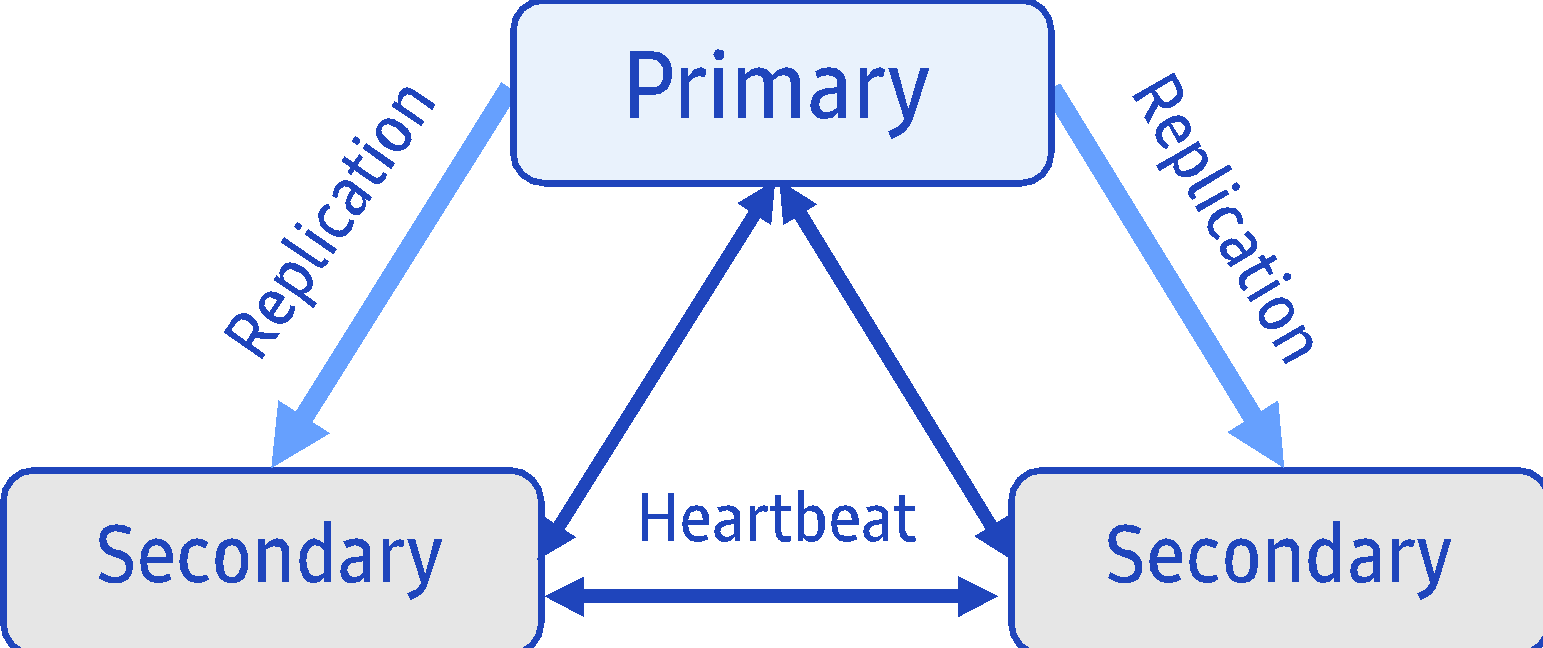 Primary
Replication
Replication
Heartbeat
Secondary
Secondary